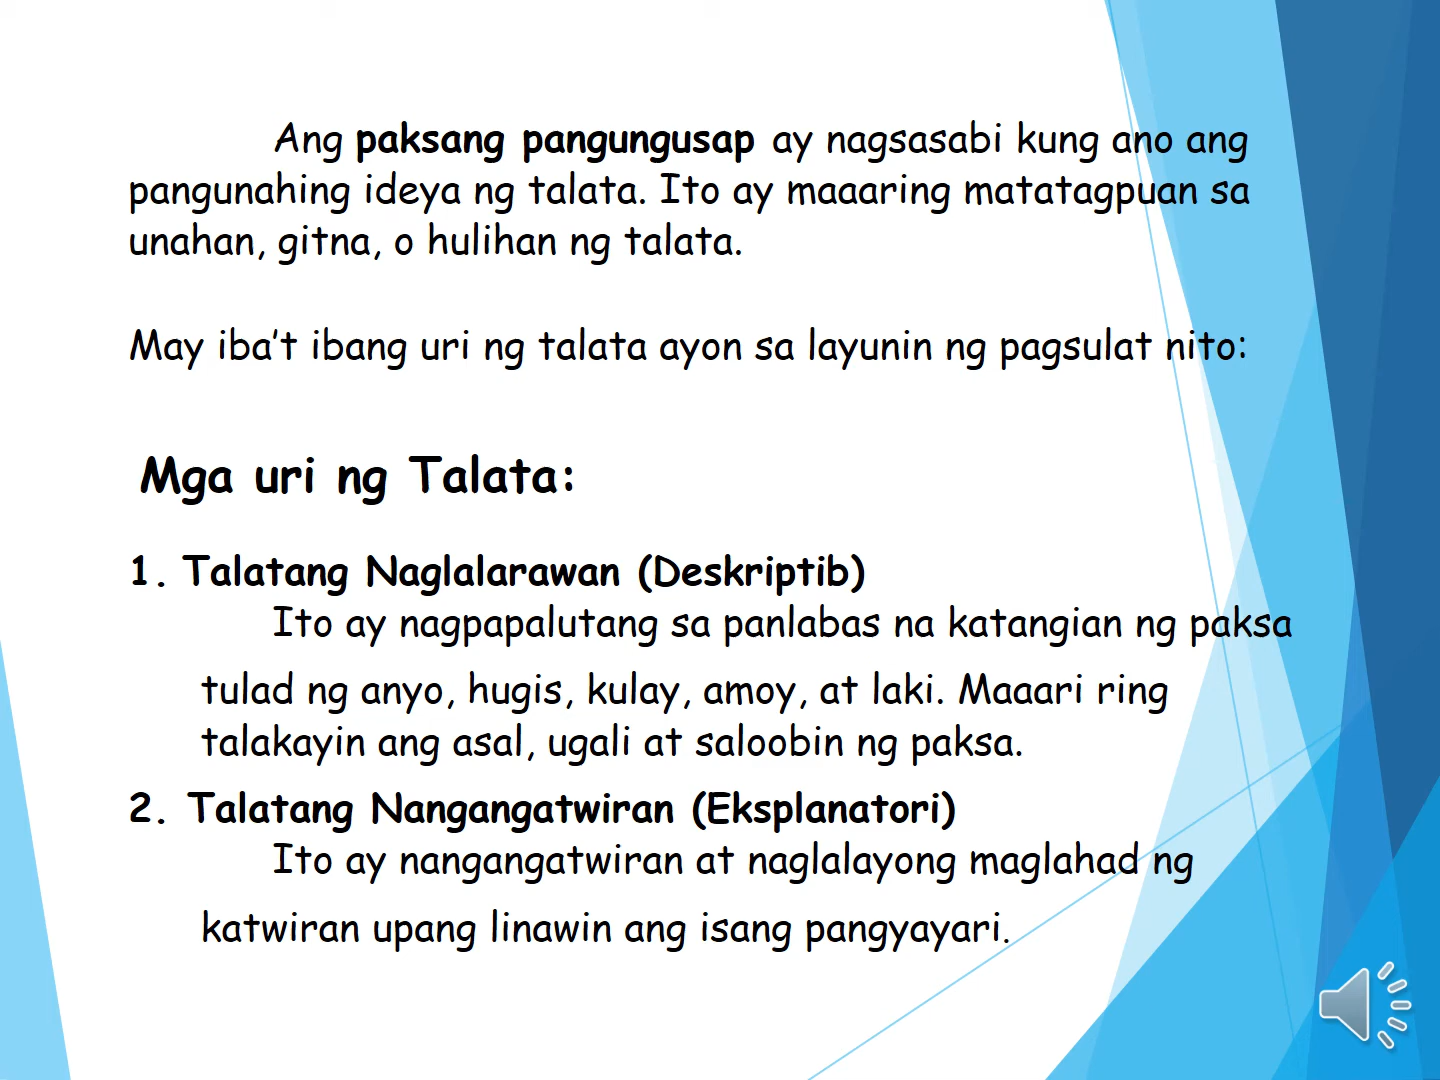 Ang paksang pangungusap ay nagsasabi kung ano ang
pangunahing ideya ng talata. Ito ay maaaring matatagpuan sa
unahan, gitna, o hulihan ng talata.
May iba't ibang uri ng talata ayon sa layunin ng pagsulat nito:
Mga uri ng Talata:
1. Talatang Naglalarawan (Deskriptib)
Ito ay nagpapalutang sa panlabas na katangian ng paksa
tulad ng anyo, hugis, kulay, amoy, at laki. Maaari ring
talakayin ang asal, ugali at saloobin ng paksa.
2. Talatang Nangangatwiran (Eksplanatori)
Ito ay nangangatwiran at naglalayong maglahad ng
katwiran upang linawin ang isang pangyayari.